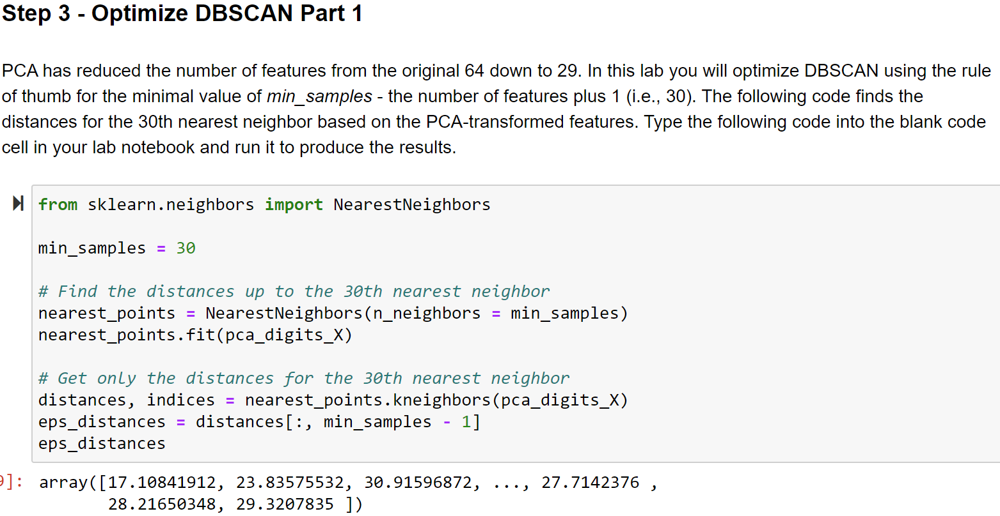 Step 3 - Optimize DBSCAN Part 1
PCA has reduced the number of features from the original 64 down to 29. In this lab you will optimize DBSCAN using the rule
of thumb for the minimal value of min_samples - the number of features plus 1 (i.e., 30). The following code finds the
distances for the 30th nearest neighbor based on the PCA-transformed features. Type the following code into the blank code
cell in your lab notebook and run it to produce the results.
from sklearn.neighbors import NearestNeighbors
min_samples = 30
# Find the distances up to the 30th nearest neighbor
nearest_points = NearestNeighbors(n_neighbors = min_samples)
nearest_points.fit(pca_digits_X)
# Get only the distances for the 30th nearest neighbor
distances, indices = nearest_points.kneighbors(pca_digits_X)
eps_distances = distances[:, min_samples - 1]
eps_distances
9]: array([17.10841912, 23.83575532, 30.91596872, ..., 27.7142376 ,
28.21650348, 29.3207835 ])